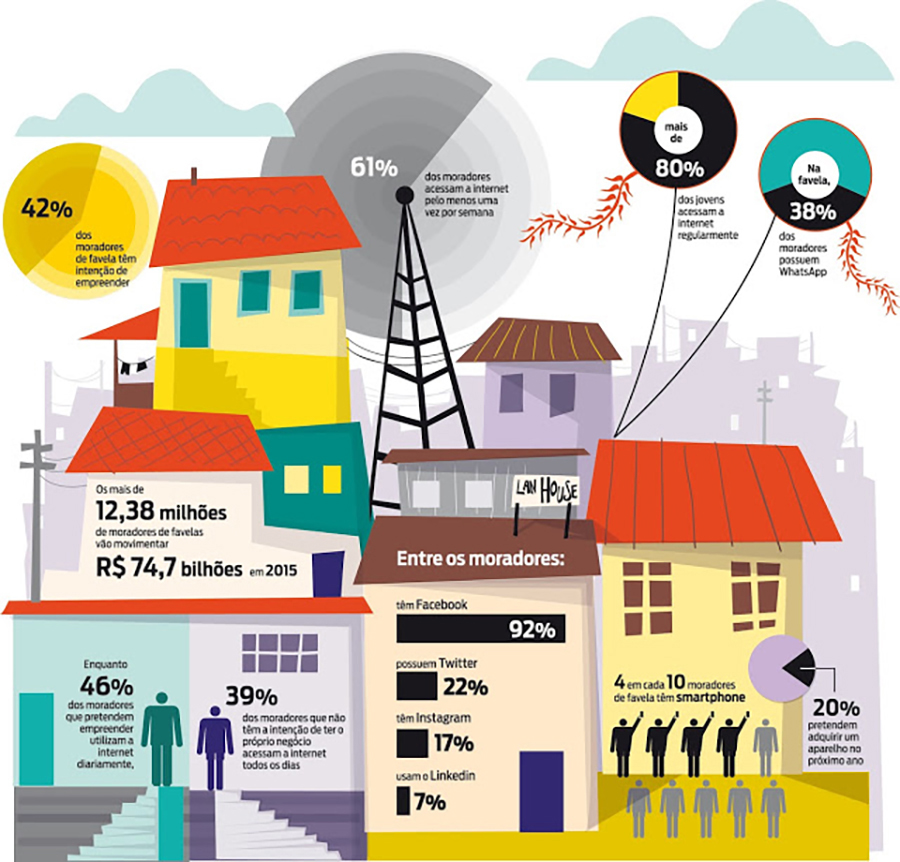 42%
dos
moradores
de favela têm
intenção de
empreender
61%
dos moradores
acessam a internet
pelo menos uma
vez por semana
mais
de
80%
dos jovens
acessam a
internet
regularmente
Na
favela,
38%
dos
moradores
possuem
WhatsApp
Os mais de
12,38 milhões
de moradores de favelas
vão movimentar
R$ 74,7 bilhões em 2015
LAN HOUSE
Entre os moradores:
têm Facebook
92%
possuem Twitter
22%
têm Instagram
17%
usam o Linkedin
7%
Enquanto
46%
dos moradores
que pretendem
empreender
utilizam a
internet
diariamente,
39%
dos moradores que não
têm a intenção de ter o
próprio negócio
acessam a internet
todos os dias
4 em cada 10 moradores
de favela têm smartphone
20%
pretendem
adquirir um
aparelho no
próximo ano